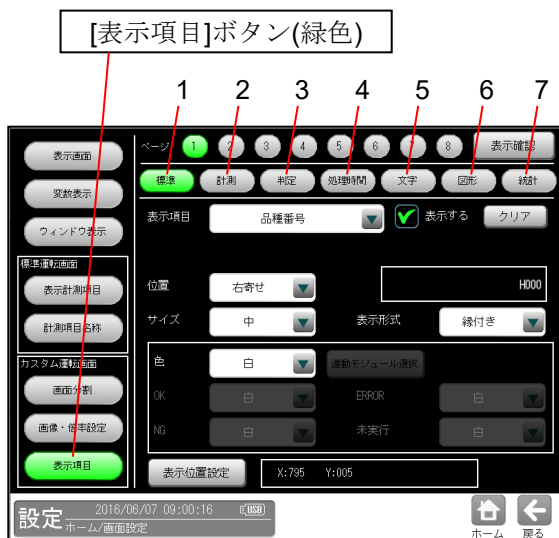 [表示項目]ボタン(緑色)
1 2 3 4 5 6 7
ページ 1 2 3 4 5 6 7 8 表示確認
標準 計測 判定 処理時間 文字 図形 統計
表示画面
変数表示
ウィンドウ表示
標準運転画面
表示計測項目
計測項目名称
カスタム運転画面
画面分割
画像・倍率設定
表示項目
表示項目 品種番号 表示する クリア
位置 右寄せ H000
サイズ 中 表示形式 縁付き
色 白 連動モジュール選択
OK 白 ERROR 白
NG 白 未実行 白
表示位置設定 X:795 Y:005
設定 2016/06/07 09:00:16 E(USB)
ホーム/画面設定
ホーム 戻る